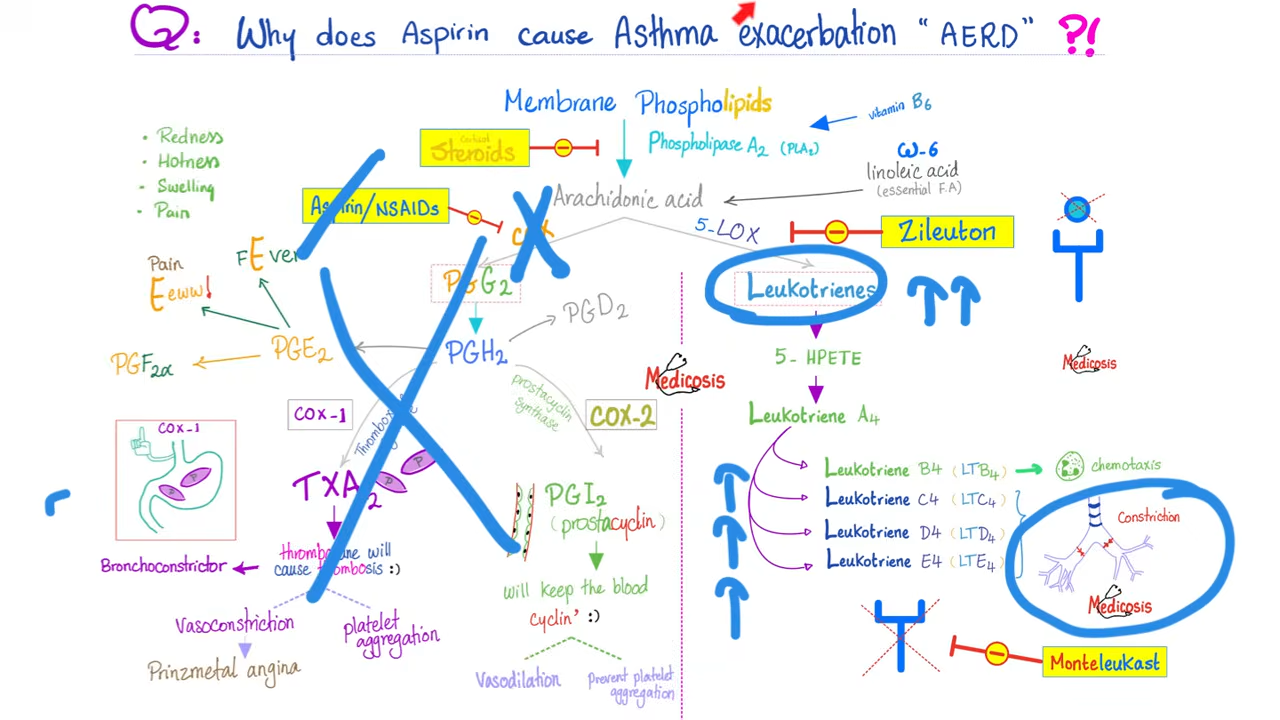 Q: Why does Aspirin cause Asthma exacerbation "AERD" ?!
Membrane Phospholipids
vitamin B6
• Redness
• Hotness
• Swelling
• Pain
Steroids
Phospholipase A2 (PLA2)
ω-6
linoleic acid
(essential F.A)
Arachidonic acid
Aspirin/NSAIDs
COX
5-LOX
Zileuton
FEver
Pain
Eeww!
PGG2
Leukotrienes
PGD2
PGE2
PGH2
PGF2α
5-HPETE
Medicosis
Medicosis
prostacyclin
synthase
COX-1
COX-2
Leukotriene A4
COX-1
P
P
TXA2
P
P
PGI2
(prostacyclin)
Leukotriene B4 (LTB4)
chemotaxis
Leukotriene C4 (LTC4)
Leukotriene D4 (LTD4)
Leukotriene E4 (LTE4)
Constriction
Medicosis
Bronchoconstrictor
cause thrombosis :)
will keep the blood
cyclin' :)
Vasoconstriction
Platelet
aggregation
Prinzmetal angina
Vasodilation
Prevent platelet
aggregation
Monteleukast